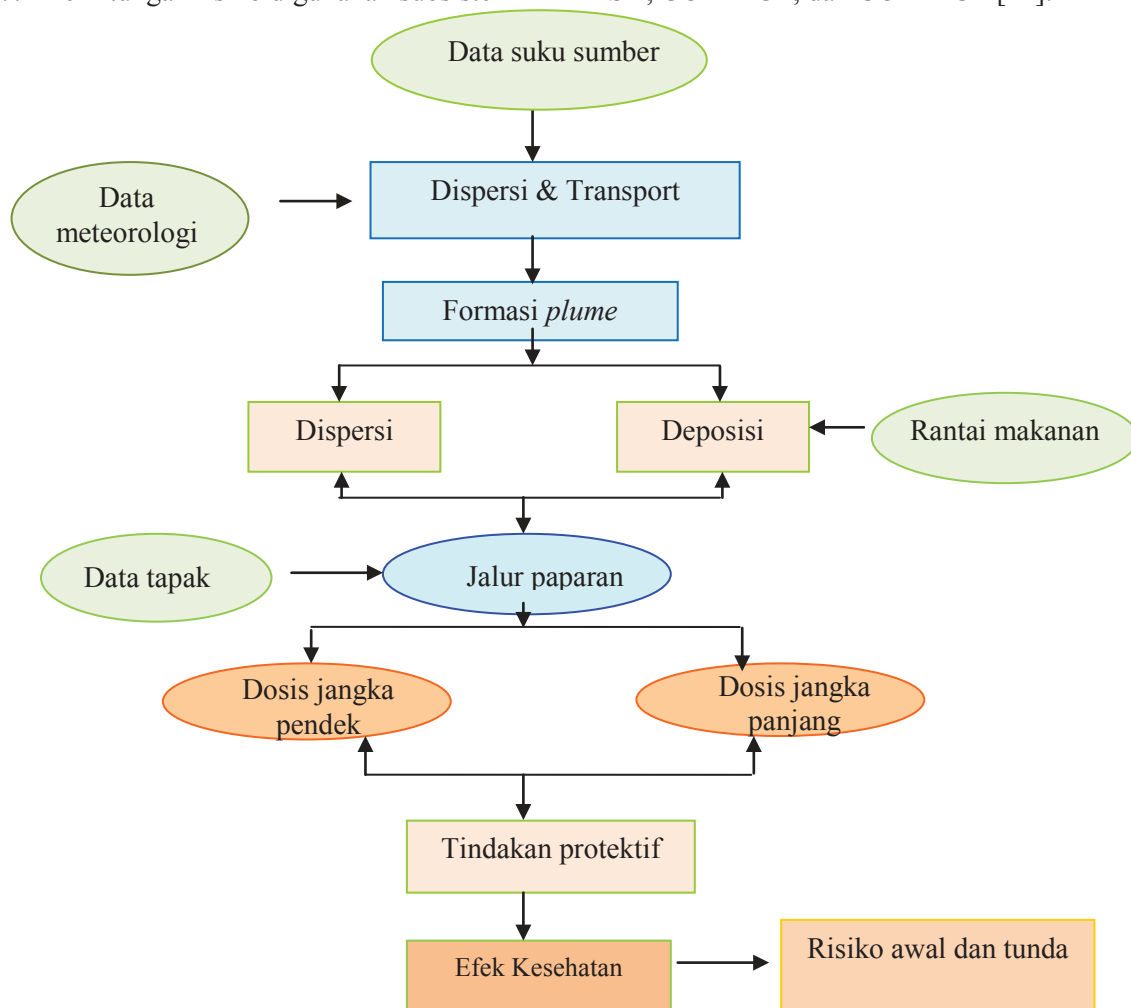 Data suku sumber
Data
meteorologi
Dispersi & Transport
Formasi plume
Dispersi
Deposisi
Rantai makanan
Data tapak
Jalur paparan
Dosis jangka
pendek
Dosis jangka
panjang
Tindakan protektif
Efek Kesehatan
Risiko awal dan tunda